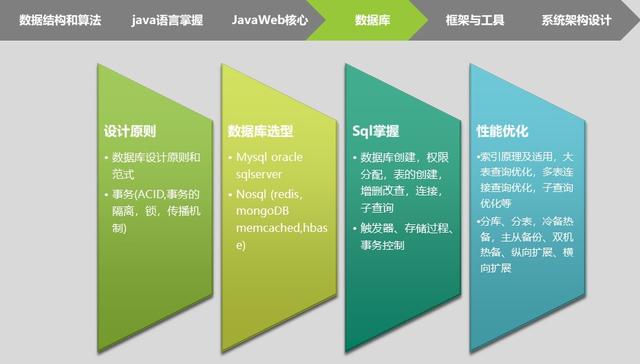 数据结构和算法
java语言掌握
JavaWeb核心
数据库
框架与工具
系统架构设计
设计原则
• 数据库设计原则和
范式
• 事务(ACID,事务的
隔离，锁，传播机
制)
数据库选型
• Mysql oracle
sqlserver
• Nosql (redis,
mongoDB
memcached,hbas
e)
Sql掌握
• 数据库创建，权限
分配，表的创建，
增删改查，连接，
子查询
• 触发器、存储过程、
事务控制
性能优化
•索引原理及适用，大
表查询优化，多表连
接查询优化，子查询
优化等
•分库、分表，冷备热
备，主从备份、双机
热备、纵向扩展、横
向扩展